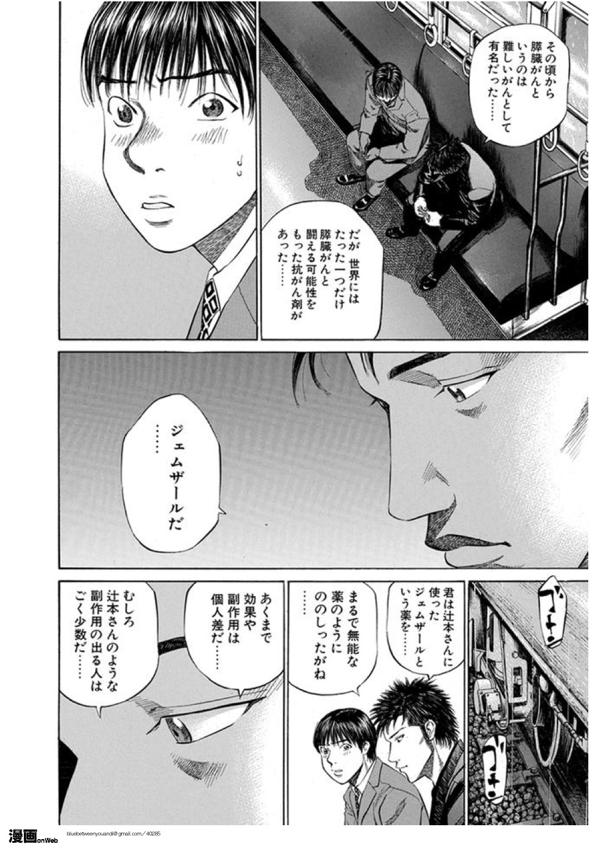 その頃から
膵臓がんと
いうのは
難しいがんとして
有名だった……
だが 世界には
たった一つだけ
膵臓がんと
闘える可能性を
もった抗がん剤が
あった……
ジェムザールだ
……
ゴト
ゴト
君は辻本さんに
使った
ジェムザールと
いう薬を…
まるで無能な
薬のように
ののしったがね
……
あくまで
効果や
副作用は
個人差だ……
むしろ
辻本さんのような
副作用の出る人は
ごく少数だ……
漫画 on Web
bluebetweenyouandi@gmail.com/40285